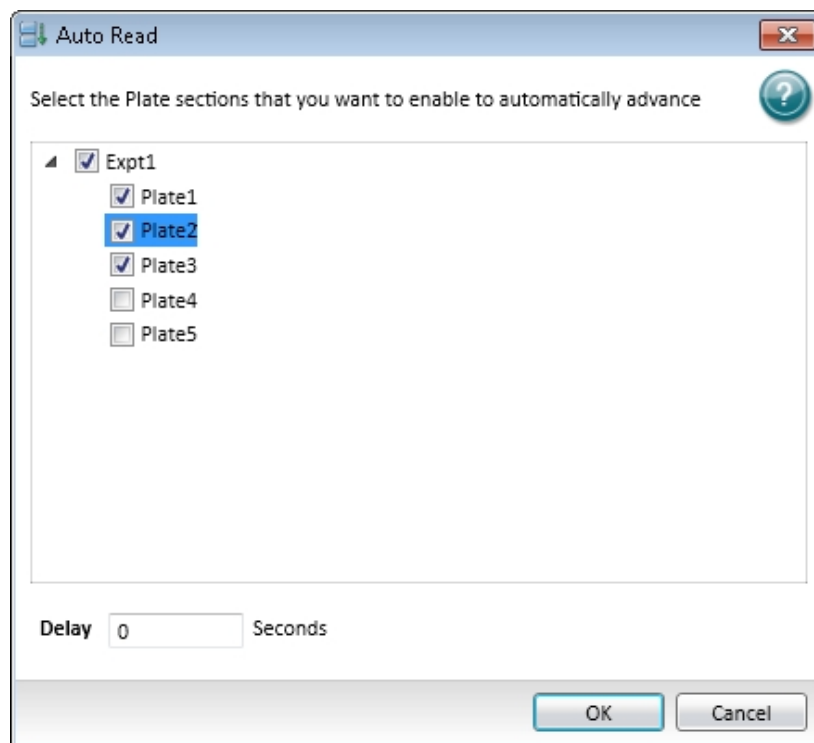 Auto Read
Select the Plate sections that you want to enable to automatically advance
?
Expt1
Plate1
Plate2
Plate3
Plate4
Plate5
Delay 0 Seconds
OK Cancel